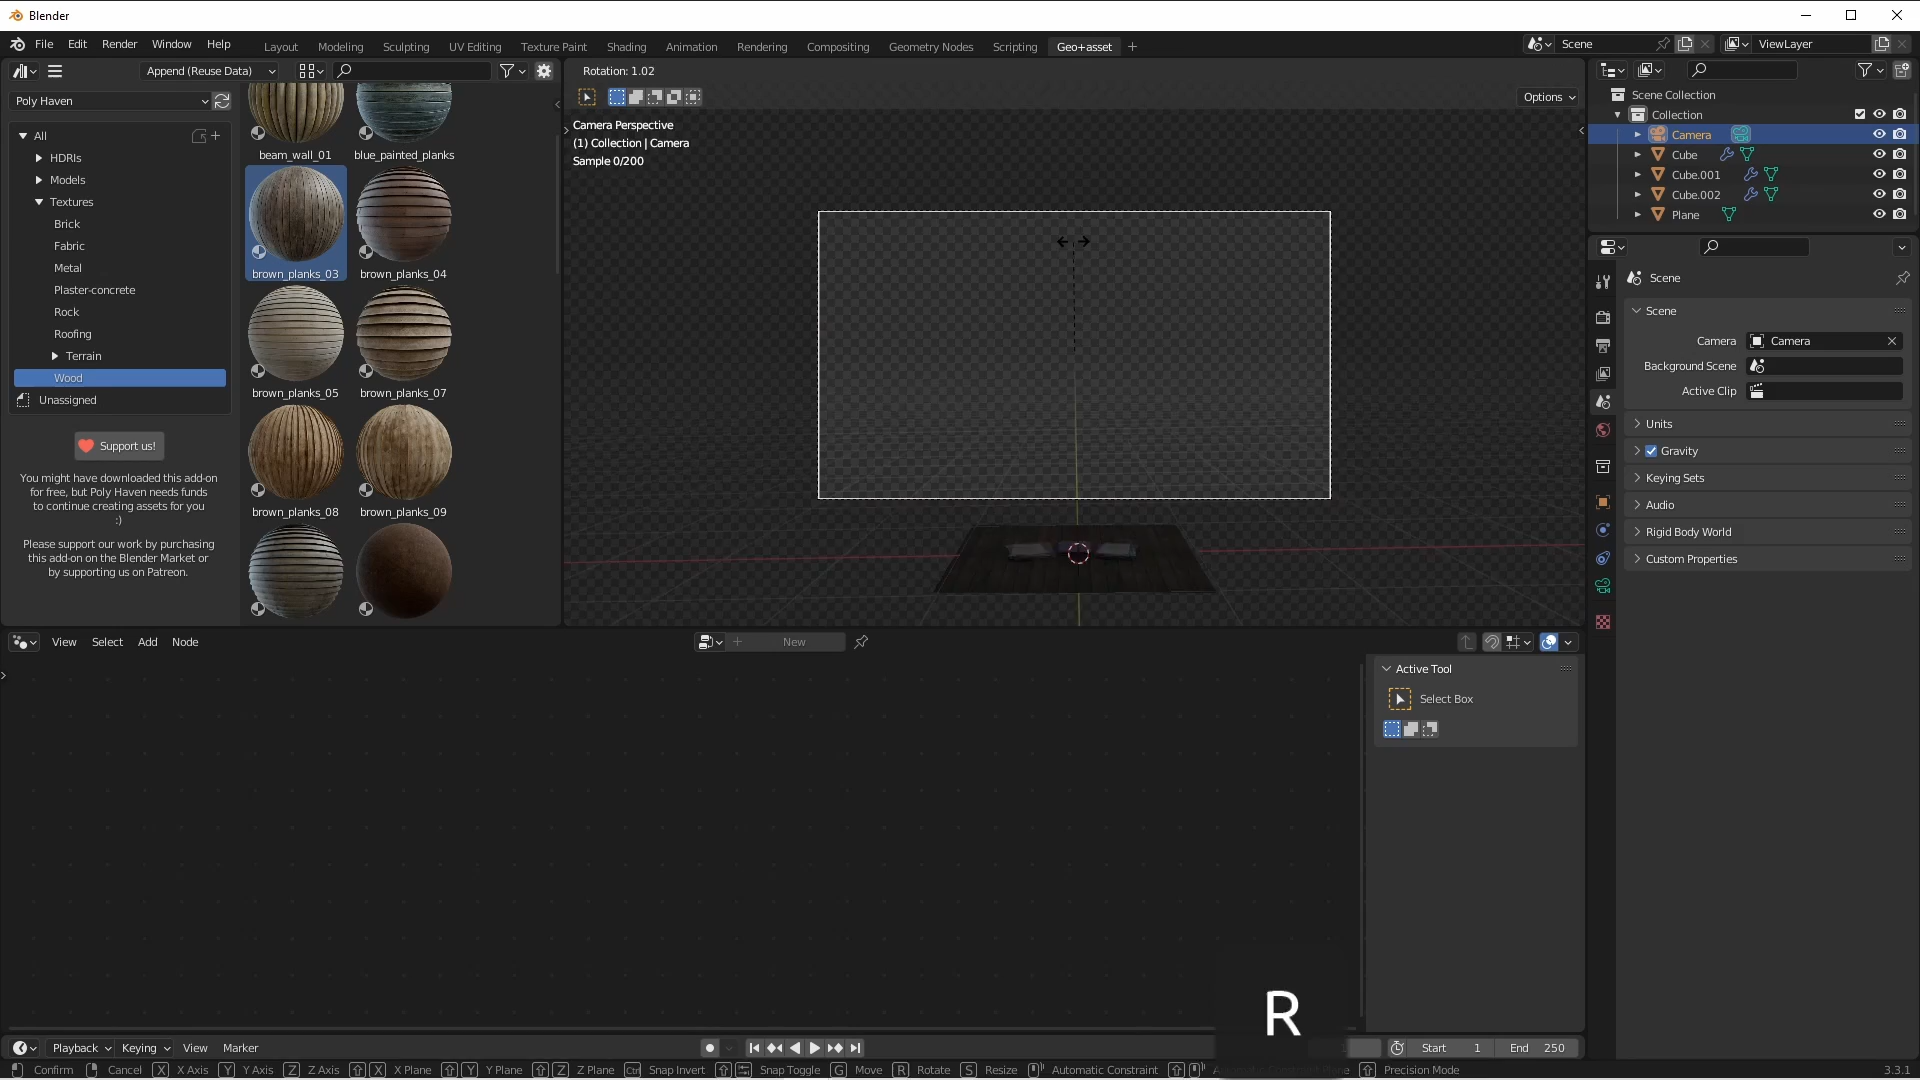 Blender
File Edit Render Window Help
Layout Modeling Sculpting UV Editing Texture Paint Shading Animation Rendering Compositing Geometry Nodes Scripting Geo+asset
Scene
ViewLayer
Append (Reuse Data)
Rotation: 1.02
Poly Haven
Options
Camera Perspective
(1) Collection | Camera
Sample 0/200
All
HDRIs
Models
Textures
Brick
Fabric
Metal
Plaster-concrete
Rock
Roofing
Terrain
Wood
Unassigned
Support us!
You might have downloaded this add-on
for free, but Poly Haven needs funds
to continue creating assets for you
:)
Please support our work by purchasing
this add-on on the Blender Market or
by supporting us on Patreon.
beam_wall_01 blue_painted_planks
brown_planks_03 brown_planks_04
brown_planks_05 brown_planks_07
brown_planks_08 brown_planks_09
Scene Collection
Collection
Camera
Cube
Cube.001
Cube.002
Plane
Scene
Scene
Camera Camera
Background Scene
Active Clip
Units
Gravity
Keying Sets
Audio
Rigid Body World
Custom Properties
View Select Add Node
New
Active Tool
Select Box
R
Playback Keying View Marker
Start 1 End 250
Confirm Cancel X X Axis Y Y Axis Z Z Axis X X Plane Y Y Plane Z Z Plane Ctrl Snap Invert Snap Toggle G Move R Rotate S Resize Automatic Constraint Precision Mode
3.3.1